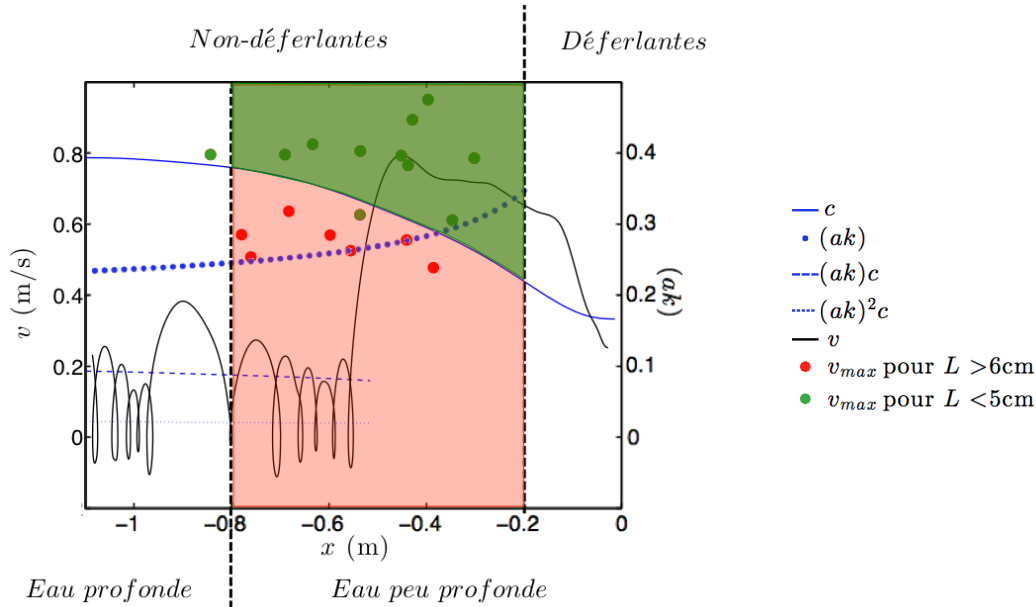 Non-déferlantes
Déferlantes
v (m/s)
0.8
0.6
0.4
0.2
0
0.4
0.3
0.2
0.1
0
(ak)
−1
−0.8
−0.6
−0.4
−0.2
0
x (m)
Eau profonde
Eau peu profonde
c
(ak)
(ak)c
(ak)²c
v
vmax pour L >6cm
vmax pour L <5cm